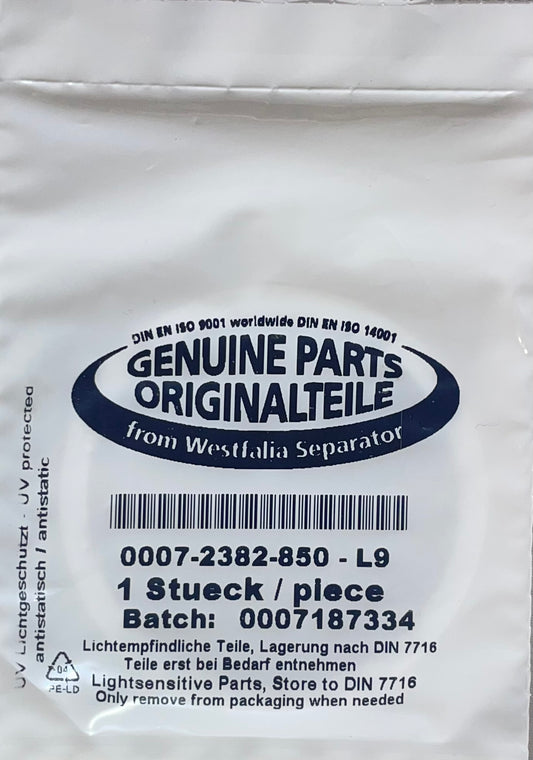 DIN EN ISO 9001 worldwide DIN EN ISO 14001
GENUINE PARTS
ORIGINALTEILE
from Westfalia Separator
0007-2382-850 - L9
1 Stueck / piece
Batch: 0007187334
Lichtempfindliche Teile, Lagerung nach DIN 7716
Teile erst bei Bedarf entnehmen
Lightsensitive Parts, Store to DIN 7716
Only remove from packaging when needed
UV Lichtgeschutzt - UV protected
antistatisch / antistatic
04
PE-LD